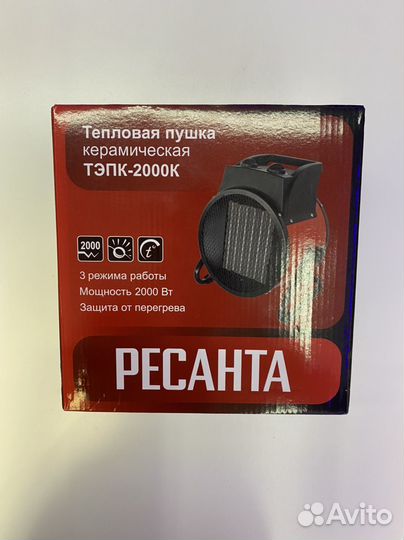 Тепловая пушка
керамическая
ТЭПК-2000К
2000
t°
3 режима работы
Мощность 2000 Вт
Защита от перегрева
РЕСАНТА
Avito